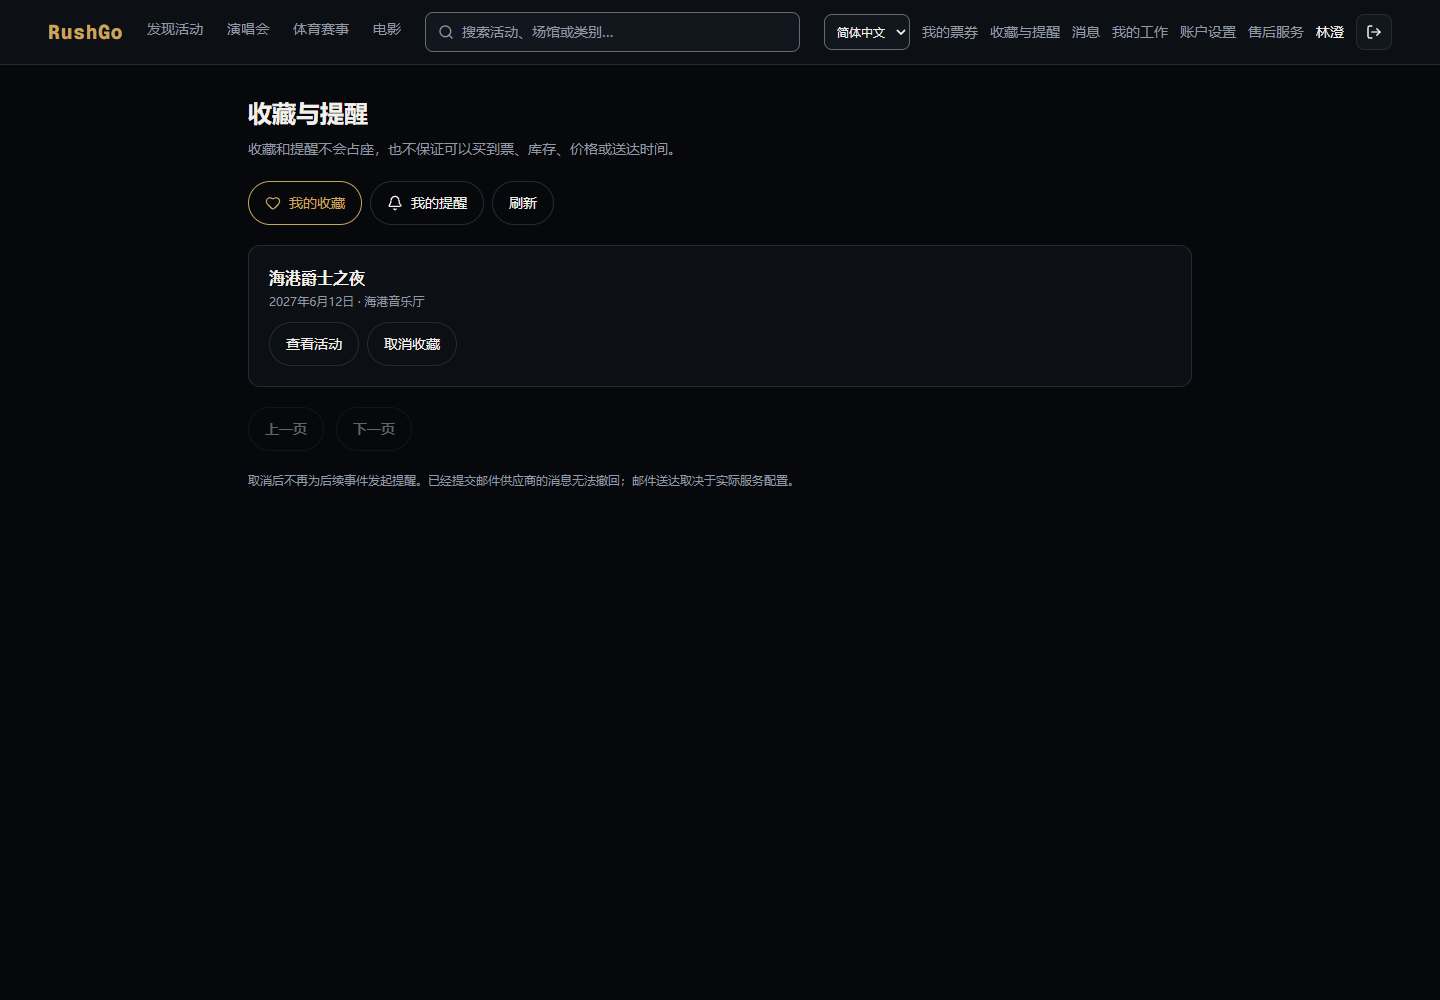 RushGo 发现活动 演唱会 体育赛事 电影 搜索活动、场馆或类别... 简体中文 我的票券 收藏与提醒 消息 我的工作 账户设置 售后服务 林澄
收藏与提醒
收藏和提醒不会占座，也不保证可以买到票、库存、价格或送达时间。
我的收藏 我的提醒 刷新
海港爵士之夜
2027年6月12日 · 海港音乐厅
查看活动 取消收藏
上一页 下一页
取消后不再为后续事件发起提醒。已经提交邮件供应商的消息无法撤回；邮件送达取决于实际服务配置。